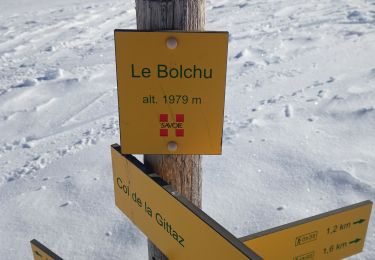 Le Bolchu
alt. 1979 m
SAVOIE
Col de la Gittaz
1,2 km
1,6 km